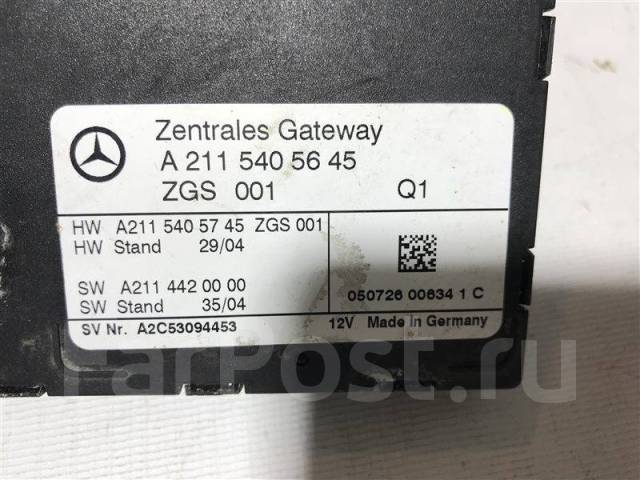 Zentrales Gateway
A 211 540 56 45
ZGS 001 Q1
HW A211 540 57 45 ZGS 001
HW Stand 29/04
SW A211 442 00 00
SW Stand 35/04
050726 00634 1 C
SV Nr. A2C53094453
12V Made in Germany
FarPost.ru